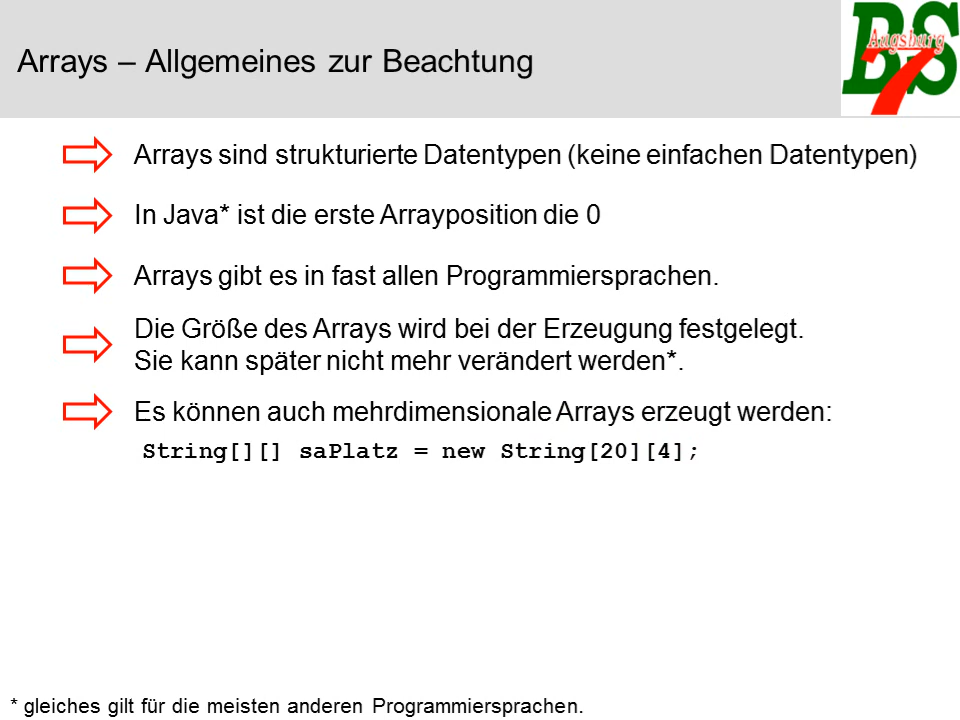 Arrays – Allgemeines zur Beachtung
BS
7
Augsburg
Arrays sind strukturierte Datentypen (keine einfachen Datentypen)
In Java* ist die erste Arrayposition die 0
Arrays gibt es in fast allen Programmiersprachen.
Die Größe des Arrays wird bei der Erzeugung festgelegt.
Sie kann später nicht mehr verändert werden*.
Es können auch mehrdimensionale Arrays erzeugt werden:
String[][] saPlatz = new String[20][4];
* gleiches gilt für die meisten anderen Programmiersprachen.